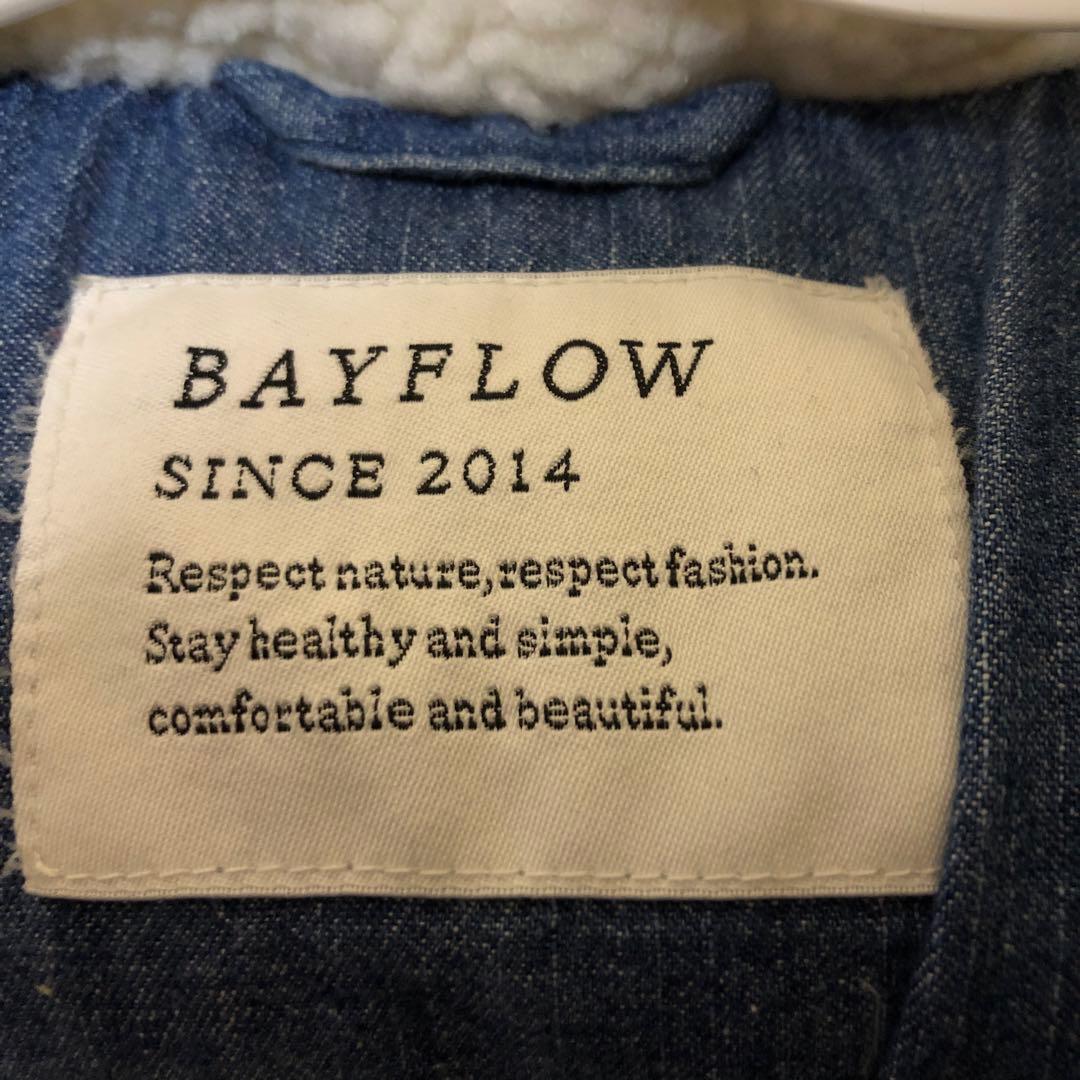 BAYFLOW
SINCE 2014
Respect nature, respect fashion.
Stay healthy and simple,
comfortable and beautiful.